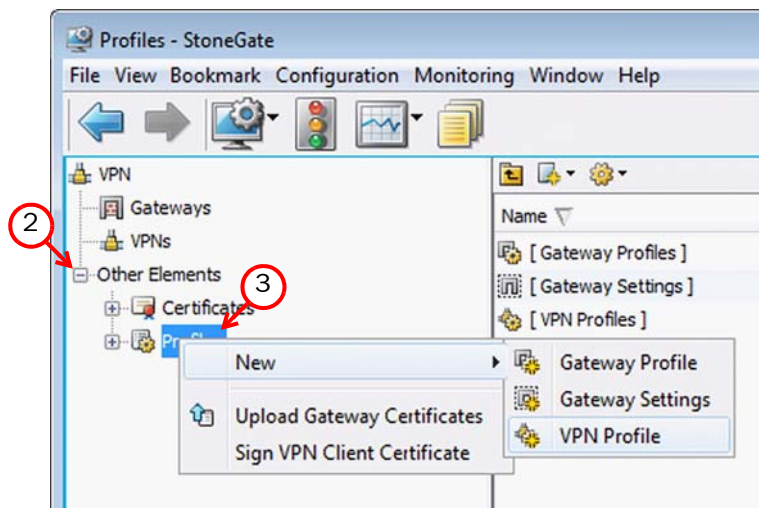 Profiles - StoneGate
File View Bookmark Configuration Monitoring Window Help
VPN
Gateways
VPNs
2
Other Elements
3
Certificates
Name
[ Gateway Profiles ]
[ Gateway Settings ]
[ VPN Profiles ]
New
Upload Gateway Certificates
Sign VPN Client Certificate
Gateway Profile
Gateway Settings
VPN Profile